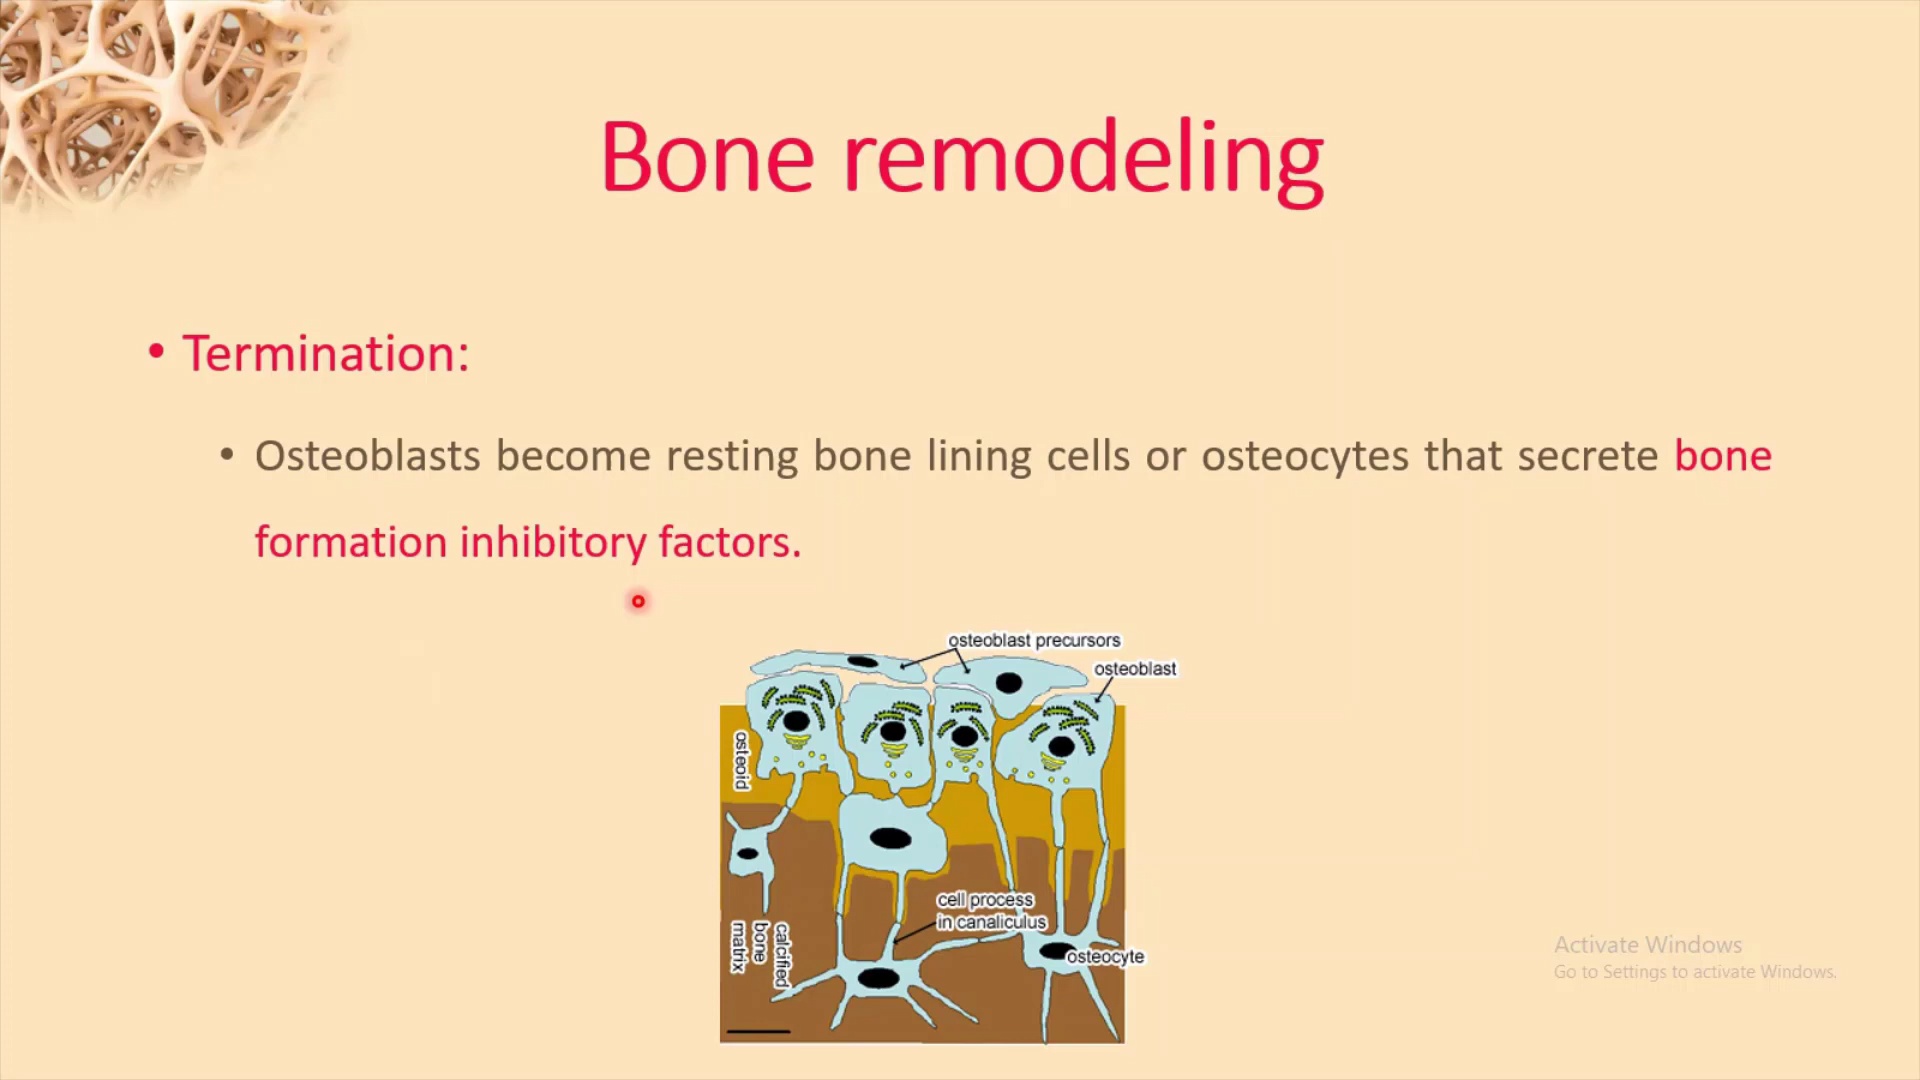 Bone remodeling
• Termination:
• Osteoblasts become resting bone lining cells or osteocytes that secrete bone
formation inhibitory factors.
osteoblast precursors
osteoblast
osteoid
cell process
in canaliculus
calcified
bone
matrix
osteocyte
Activate Windows
Go to Settings to activate Windows.